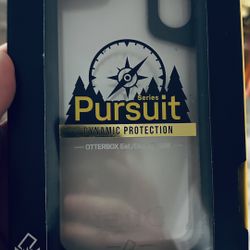 Series
Pursuit
DYNAMIC PROTECTION
OTTERBOX